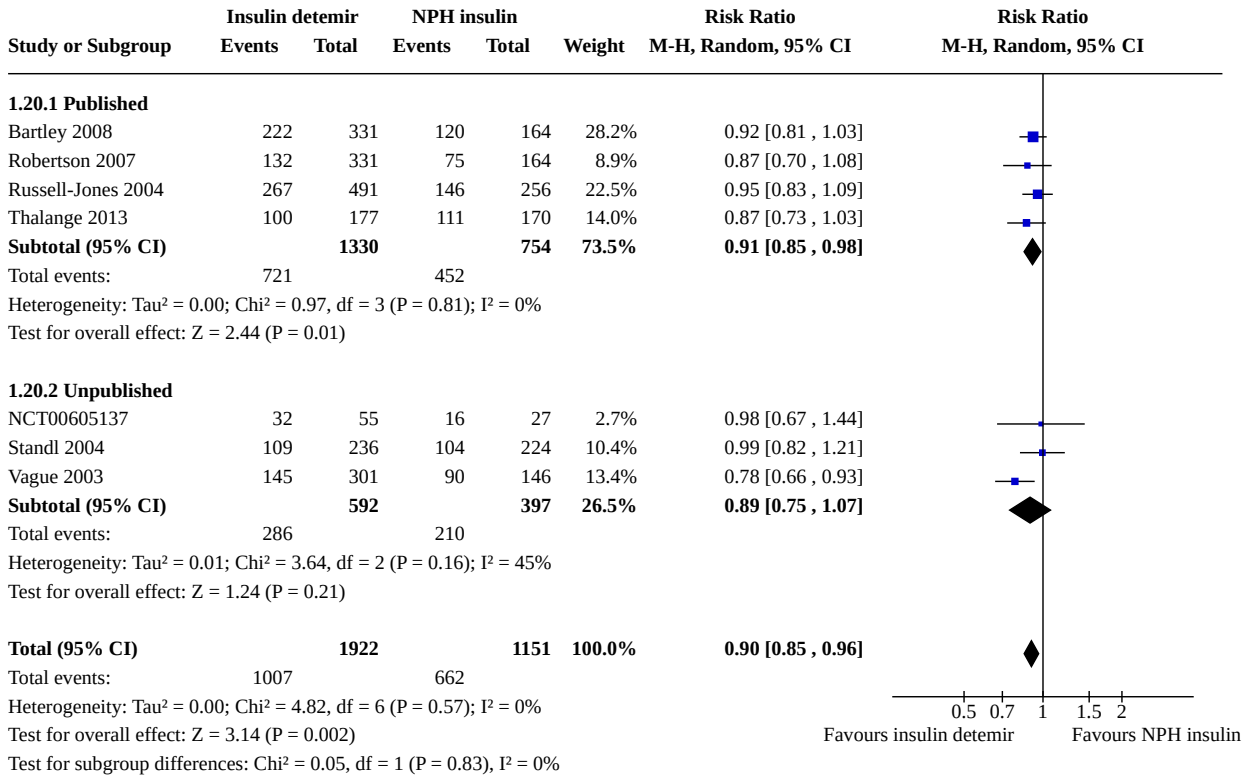 Insulin detemir NPH insulin Risk Ratio Risk Ratio
Study or Subgroup Events Total Events Total Weight M-H, Random, 95% CI M-H, Random, 95% CI
1.20.1 Published
Bartley 2008 222 331 120 164 28.2% 0.92 [0.81 , 1.03]
Robertson 2007 132 331 75 164 8.9% 0.87 [0.70 , 1.08]
Russell-Jones 2004 267 491 146 256 22.5% 0.95 [0.83 , 1.09]
Thalange 2013 100 177 111 170 14.0% 0.87 [0.73 , 1.03]
Subtotal (95% CI) 1330 754 73.5% 0.91 [0.85 , 0.98]
Total events: 721 452
Heterogeneity: Tau² = 0.00; Chi² = 0.97, df = 3 (P = 0.81); I² = 0%
Test for overall effect: Z = 2.44 (P = 0.01)
1.20.2 Unpublished
NCT00605137 32 55 16 27 2.7% 0.98 [0.67 , 1.44]
Standl 2004 109 236 104 224 10.4% 0.99 [0.82 , 1.21]
Vague 2003 145 301 90 146 13.4% 0.78 [0.66 , 0.93]
Subtotal (95% CI) 592 397 26.5% 0.89 [0.75 , 1.07]
Total events: 286 210
Heterogeneity: Tau² = 0.01; Chi² = 3.64, df = 2 (P = 0.16); I² = 45%
Test for overall effect: Z = 1.24 (P = 0.21)
Total (95% CI) 1922 1151 100.0% 0.90 [0.85 , 0.96]
Total events: 1007 662
Heterogeneity: Tau² = 0.00; Chi² = 4.82, df = 6 (P = 0.57); I² = 0%
0.5 0.7 1 1.5 2
Test for overall effect: Z = 3.14 (P = 0.002)
Favours insulin detemir Favours NPH insulin
Test for subgroup differences: Chi² = 0.05, df = 1 (P = 0.83), I² = 0%